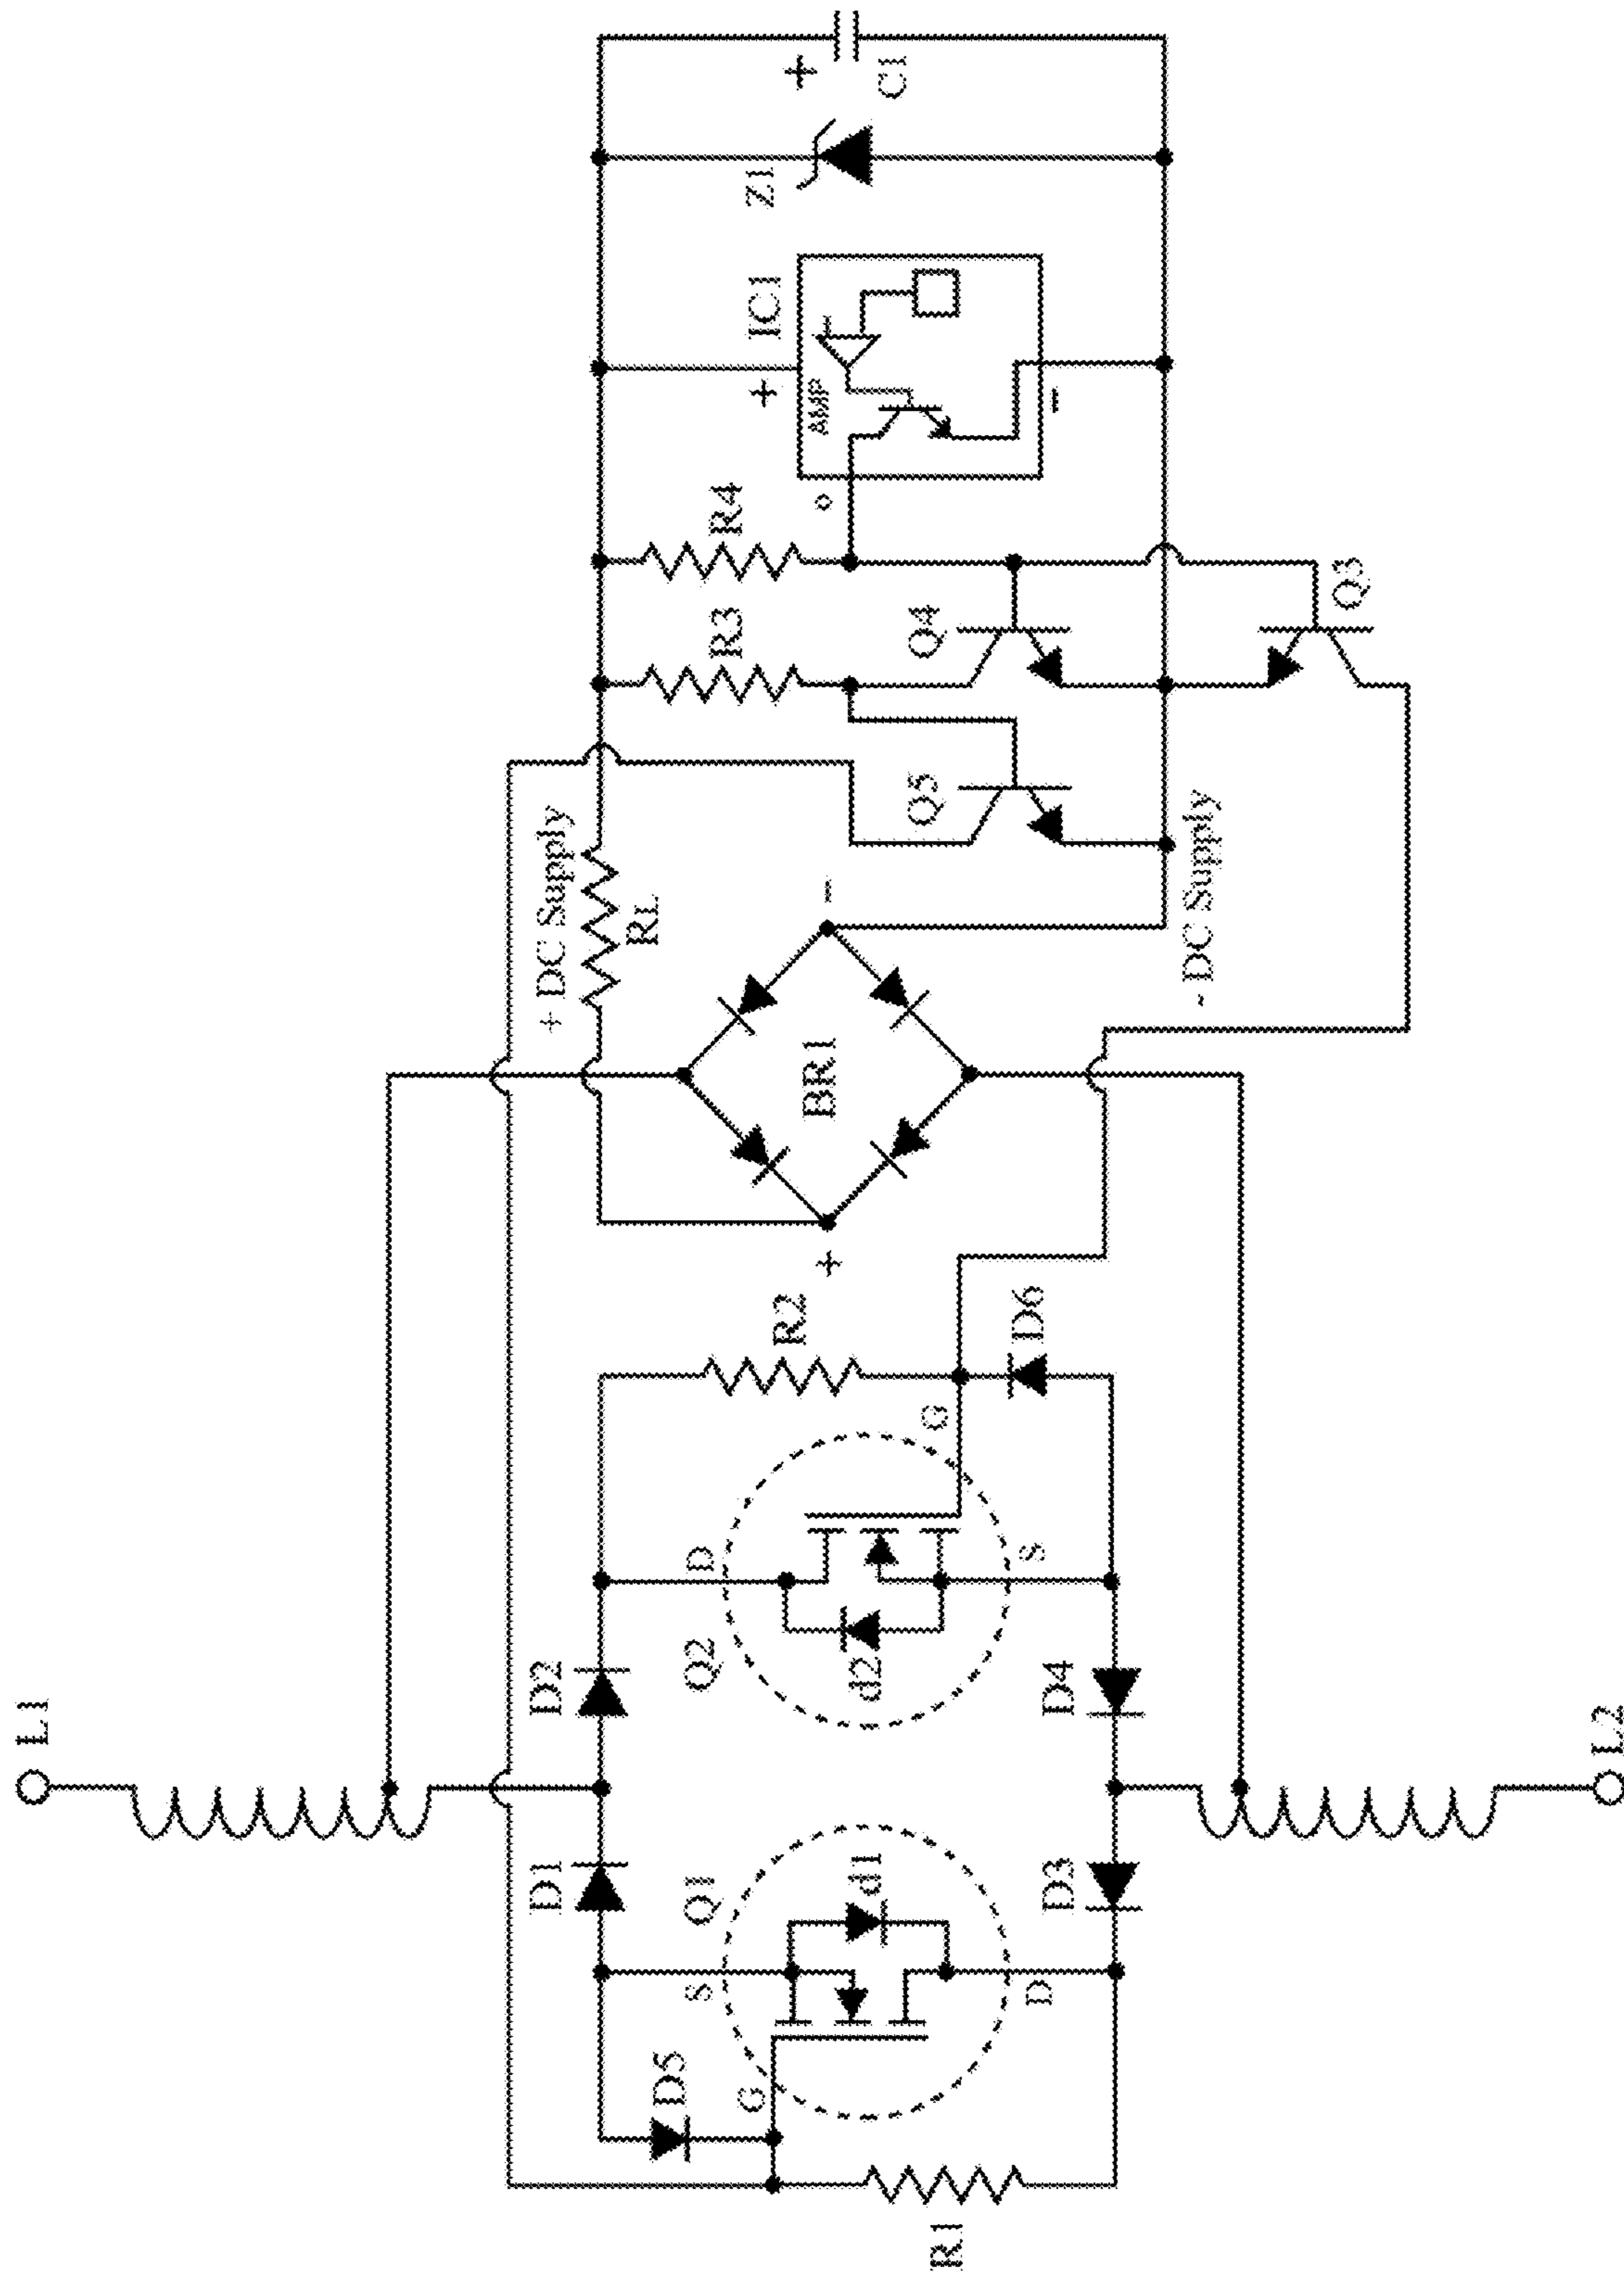 L1
D1
D2
+ DC Supply
RL
D5
Q1
Q2
S
D
R3
R4
G
R2
Z1
IC1
+
+
+
-
BR1
AMP
o
d1
d2
C1
R1
G
Q5
Q4
D
S
D6
D3
D4
-
- DC Supply
Q3
L2